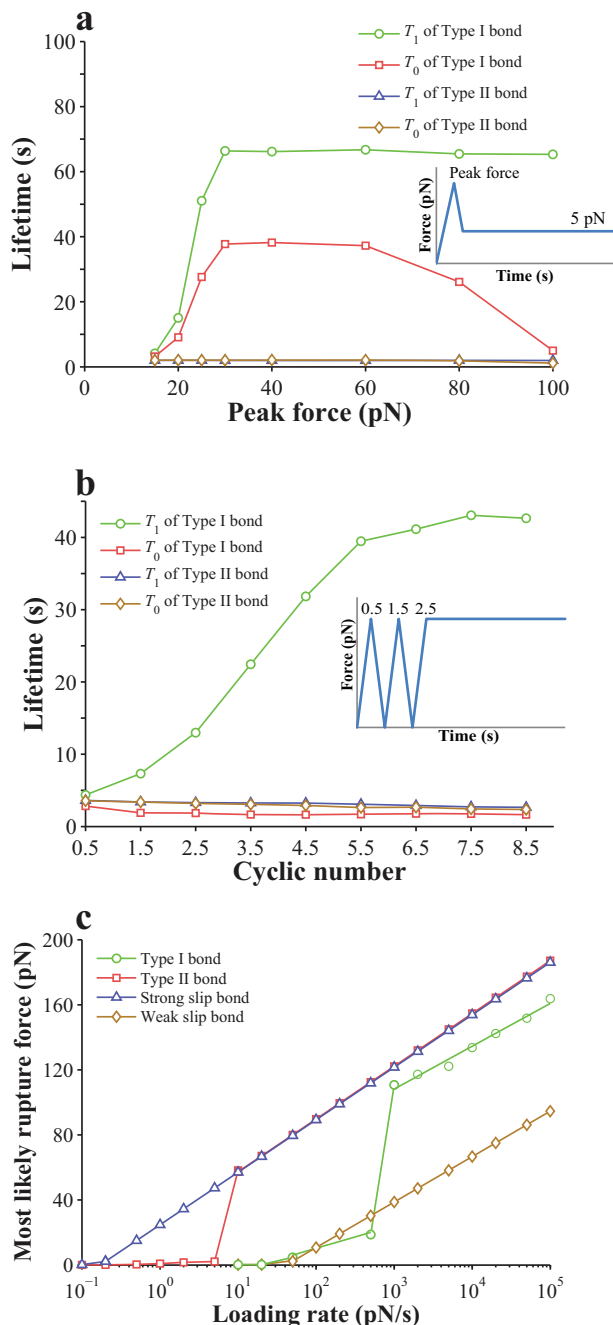 a
100
80
60
40
20
0
Lifetime (s)
T1 of Type I bond
T0 of Type I bond
T1 of Type II bond
T0 of Type II bond
Peak force
5 pN
Force (pN)
Time (s)
0 20 40 60 80 100
Peak force (pN)
b
40
30
20
10
0
Lifetime (s)
T1 of Type I bond
T0 of Type I bond
T1 of Type II bond
T0 of Type II bond
0.5 1.5 2.5
Force (pN)
Time (s)
0.5 1.5 2.5 3.5 4.5 5.5 6.5 7.5 8.5
Cyclic number
c
200
160
120
80
40
0
Most likely rupture force (pN)
Type I bond
Type II bond
Strong slip bond
Weak slip bond
10⁻¹ 10⁰ 10¹ 10² 10³ 10⁴ 10⁵
Loading rate (pN/s)